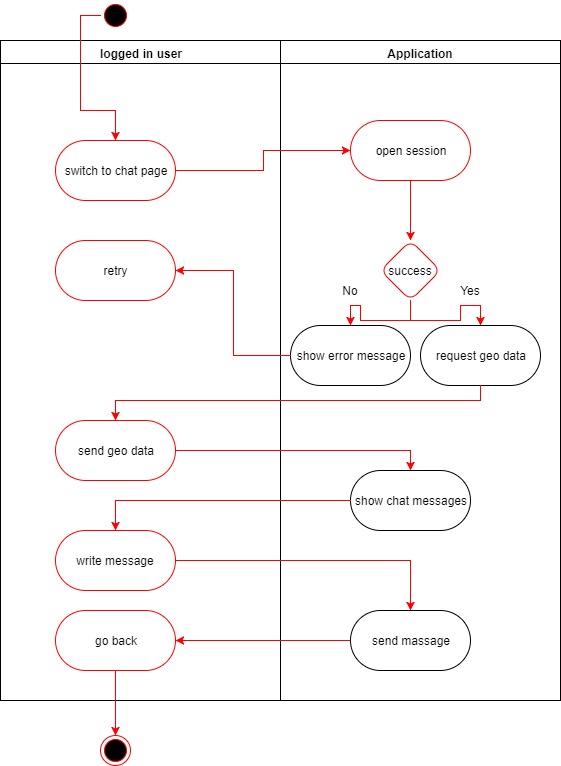 logged in user
Application
switch to chat page
open session
retry
success
No
Yes
show error message
request geo data
send geo data
show chat messages
write message
go back
send massage